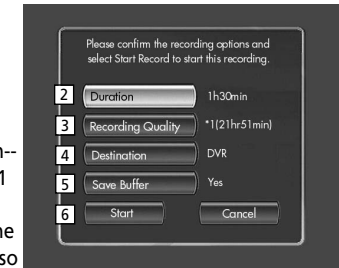 Please confirm the recording options and
select Start Record to start this recording.
2 Duration 1h30min
3 Recording Quality *1(21hr51min)
4 Destination DVR
5 Save Buffer Yes
6 Start Cancel